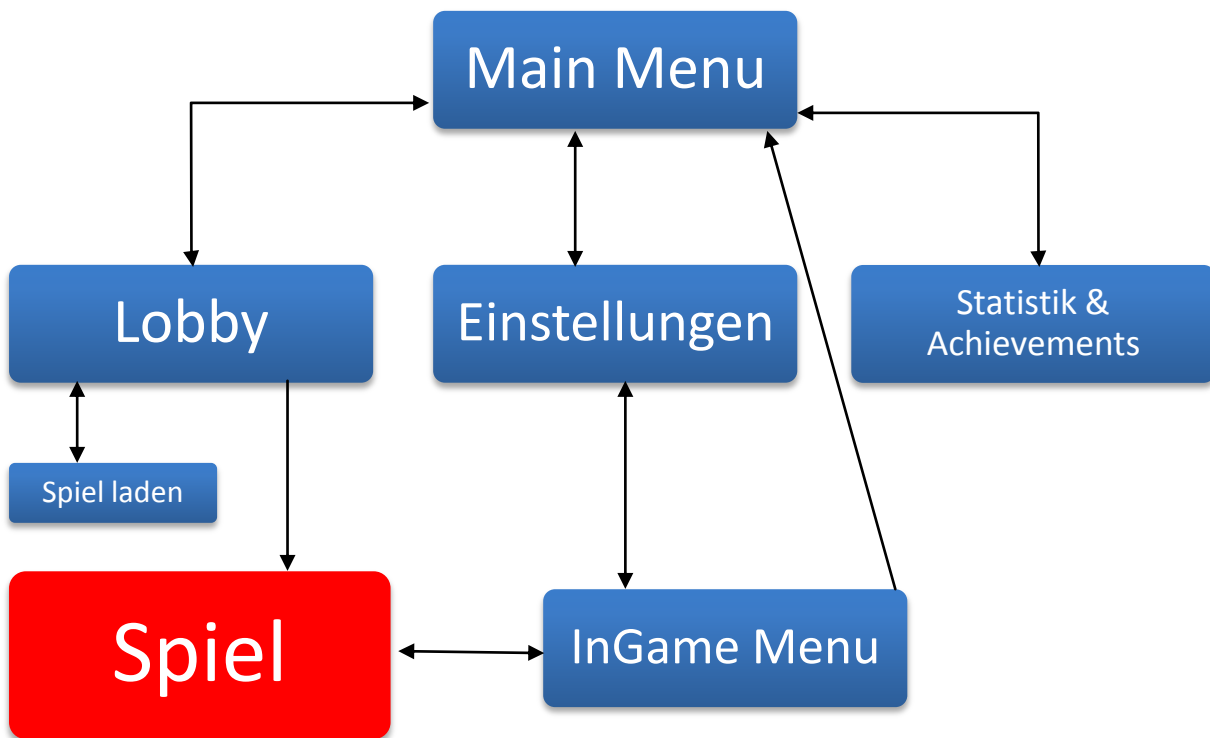 Main Menu
Lobby
Einstellungen
Statistik &
Achievements
Spiel laden
Spiel
InGame Menu